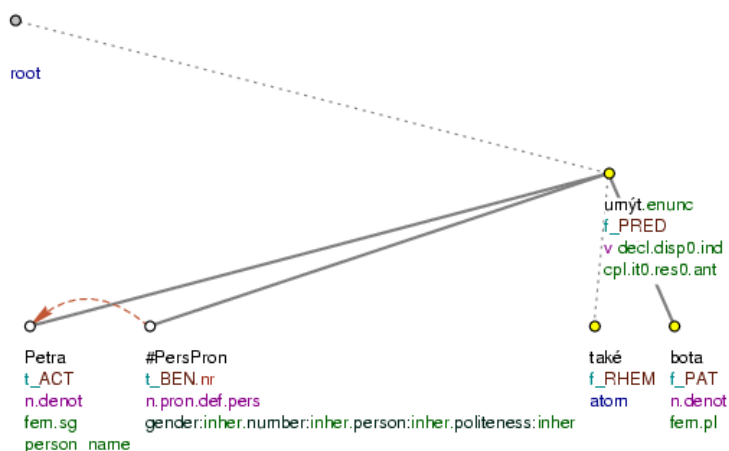 root
umýt.enunc
f_PRED
v decl.disp0.ind
cpl.it0.res0.ant
Petra
t_ACT
n.denot
fem.sg
person_name
#PersPron
t_BEN.nr
n.pron.def.pers
gender:inher.number:inher.person:inher.politeness:inher
také
f_RHEM
atom
bota
f_PAT
n.denot
fem.pl